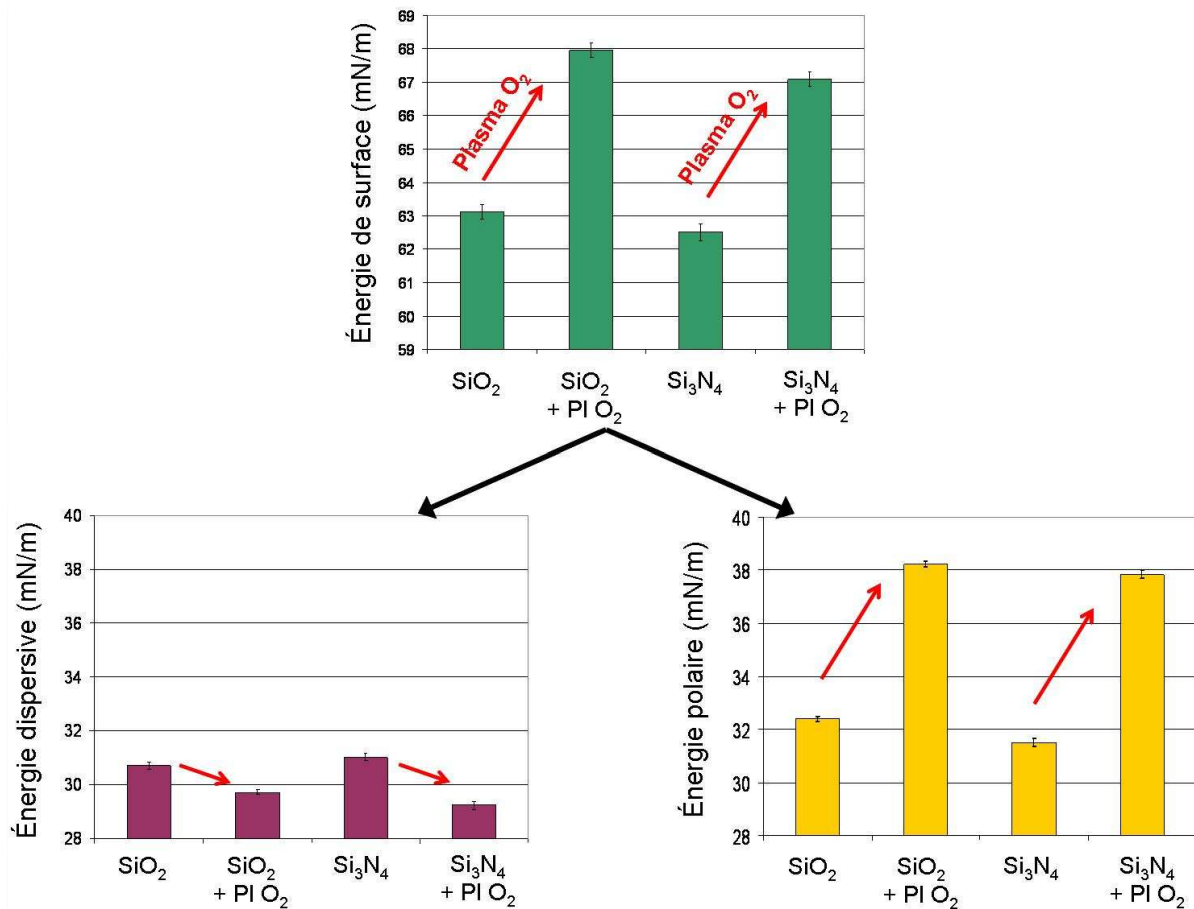 Énergie de surface (mN/m)
69
68
67
66
65
64
63
62
61
60
59
Plasma O₂
Plasma O₂
SiO₂
SiO₂
+ Pl O₂
Si₃N₄
Si₃N₄
+ Pl O₂
Énergie dispersive (mN/m)
40
38
36
34
32
30
28
SiO₂
SiO₂
+ Pl O₂
Si₃N₄
Si₃N₄
+ Pl O₂
Énergie polaire (mN/m)
40
38
36
34
32
30
28
SiO₂
SiO₂
+ Pl O₂
Si₃N₄
Si₃N₄
+ Pl O₂